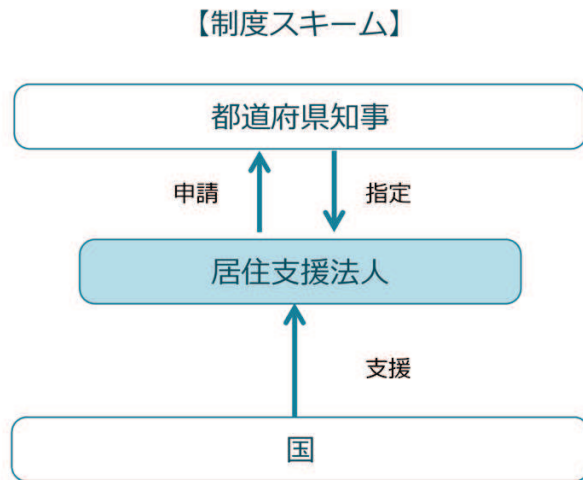 【制度スキーム】
都道府県知事
申請
指定
居住支援法人
支援
国